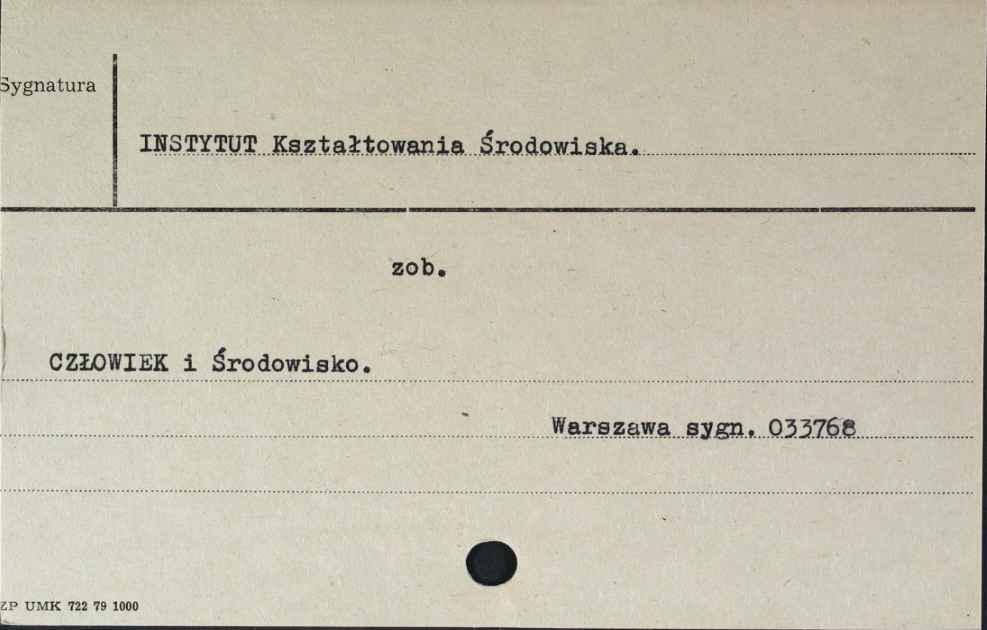 Sygnatura
INSTYTUT Kształtowania Środowiska.
zob.
CZŁOWIEK i Środowisko.
Warszawa sygn. 033768
ZP UMK 722 79 1000